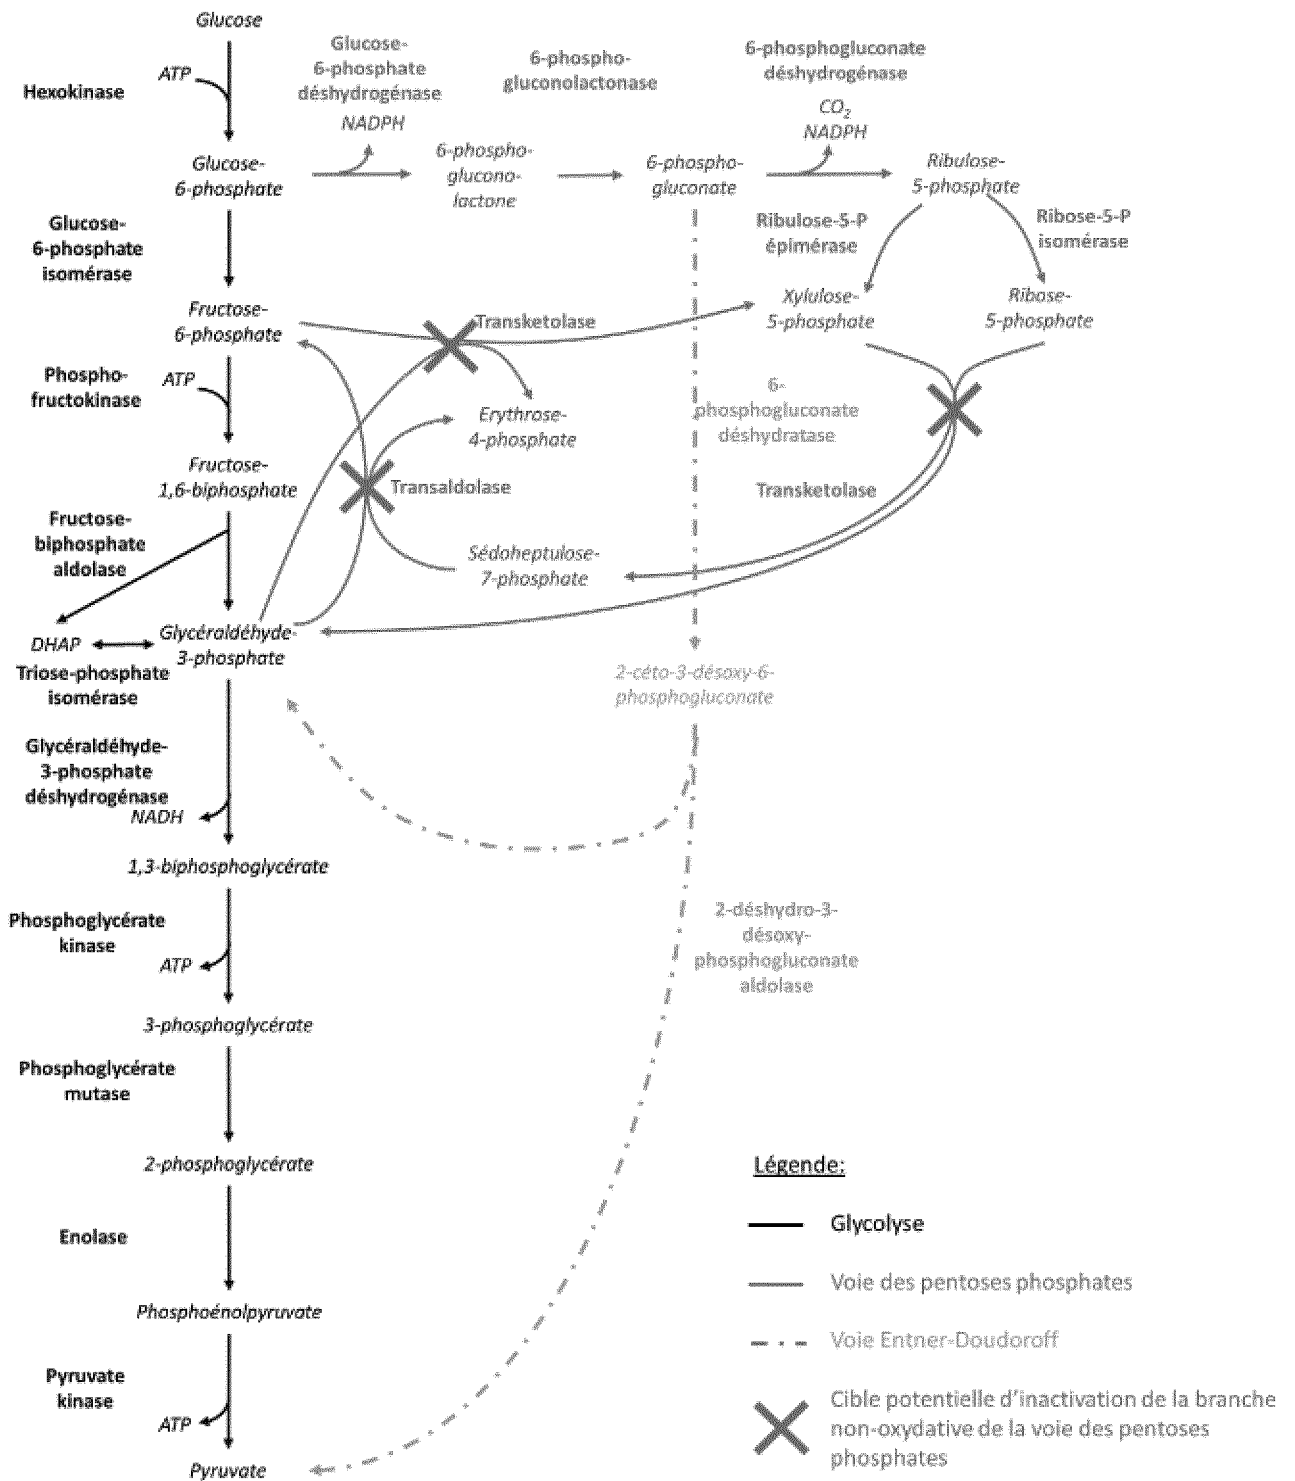 Glucose
ATP
Hexokinase
Glucose-
6-phosphate
déshydrogénase
NADPH
6-phospho-
gluconolactonase
6-phosphogluconate
déshydrogénase
CO2
NADPH
Glucose-
6-phosphate
6-phospho-
glucono-
lactone
6-phospho-
gluconate
Ribulose-
5-phosphate
Glucose-
6-phosphate
isomérase
Ribulose-5-P
épimérase
Ribose-5-P
isomérase
Fructose-
6-phosphate
Transketolase
Xylulose-
5-phosphate
Ribose-
5-phosphate
Phospho-
fructokinase
ATP
Erythrose-
4-phosphate
6-
phosphogluconate
déshydratase
Fructose-
1,6-biphosphate
Transaldolase
Transketolase
Fructose-
biphosphate
aldolase
Sédoheptulose-
7-phosphate
DHAP
Glycéraldéhyde-
3-phosphate
Triose-phosphate
isomérase
2-céto-3-désoxy-6-
phosphogluconate
Glycéraldéhyde-
3-phosphate
déshydrogénase
NADH
1,3-biphosphoglycérate
Phosphoglycérate
kinase
ATP
2-déshydro-3-
désoxy-
phosphogluconate
aldolase
3-phosphoglycérate
Phosphoglycérate
mutase
2-phosphoglycérate
Enolase
Phosphoénolpyruvate
Pyruvate
kinase
ATP
Pyruvate
Légende:
Glycolyse
Voie des pentoses phosphates
Voie Entner-Doudoroff
Cible potentielle d'inactivation de la branche
non-oxydative de la voie des pentoses
phosphates